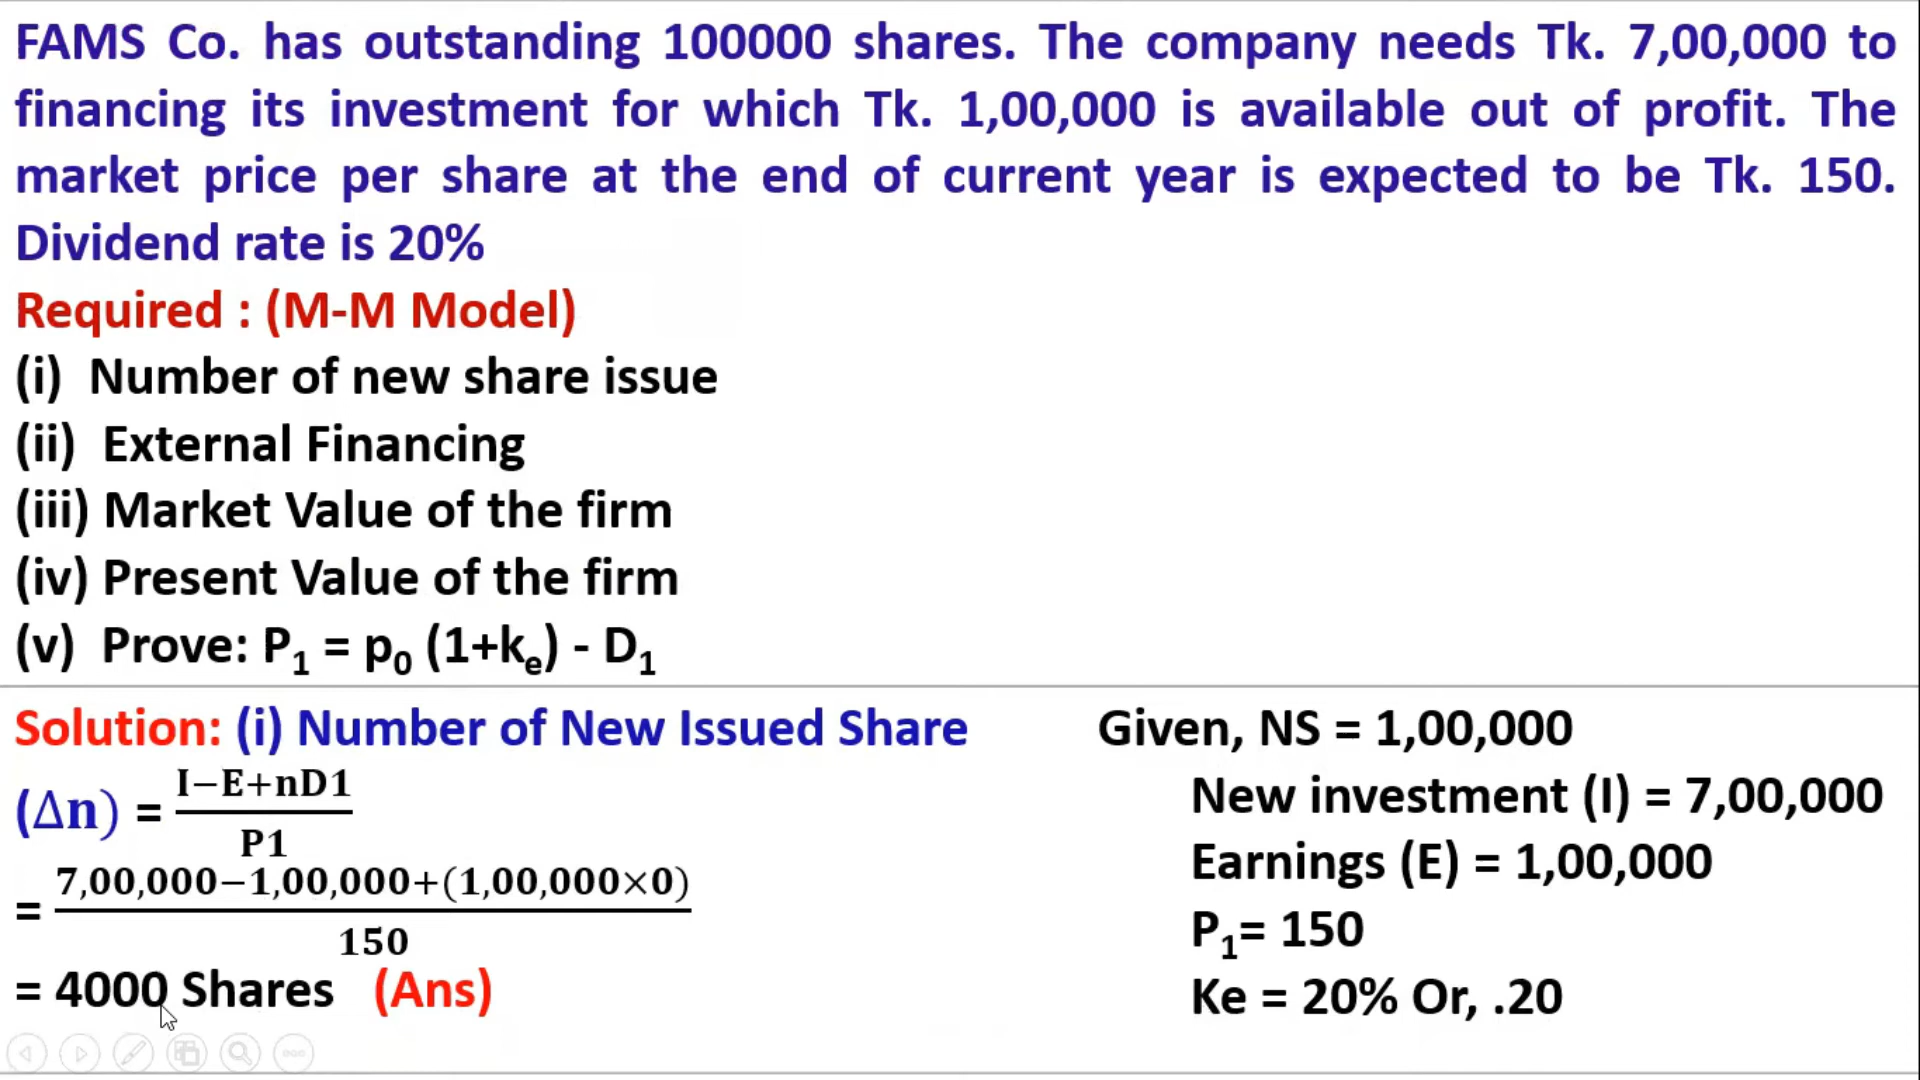 FAMS Co. has outstanding 100000 shares. The company needs Tk. 7,00,000 to
financing its investment for which Tk. 1,00,000 is available out of profit. The
market price per share at the end of current year is expected to be Tk. 150.
Dividend rate is 20%
Required : (M-M Model)
(i) Number of new share issue
(ii) External Financing
(iii) Market Value of the firm
(iv) Present Value of the firm
(v) Prove: P₁ = p₀ (1+kₑ) - D₁
Solution: (i) Number of New Issued Share
(Δn) = I−E+nD1
P1
= 7,00,000−1,00,000+(1,00,000×0)
150
= 4000 Shares (Ans)
Given, NS = 1,00,000
New investment (I) = 7,00,000
Earnings (E) = 1,00,000
P₁= 150
Ke = 20% Or, .20